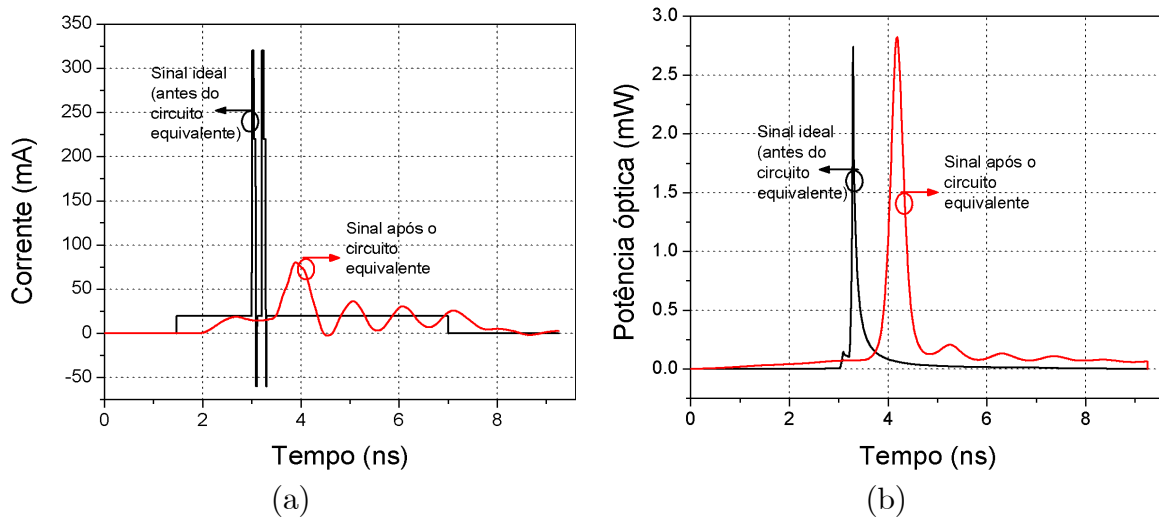 350
300
250
200
150
100
50
0
-50
Corrente (mA)
Sinal ideal
(antes do
circuito
equivalente)
Sinal após o
circuito
equivalente
0
2
4
6
8
Tempo (ns)
(a)
3.0
2.5
2.0
1.5
1.0
0.5
0.0
Potência óptica (mW)
Sinal ideal
(antes do
circuito
equivalente)
Sinal após o
circuito
equivalente
0
2
4
6
8
Tempo (ns)
(b)